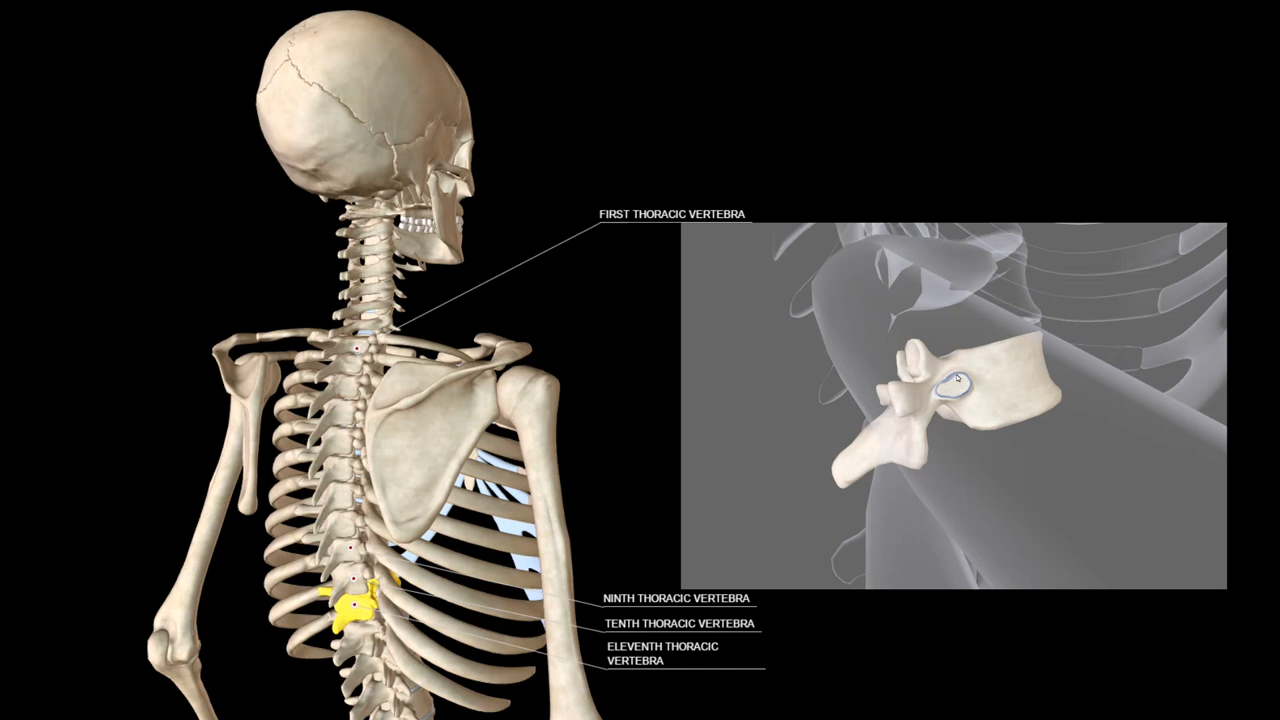 FIRST THORACIC VERTEBRA
NINTH THORACIC VERTEBRA
TENTH THORACIC VERTEBRA
ELEVENTH THORACIC
VERTEBRA